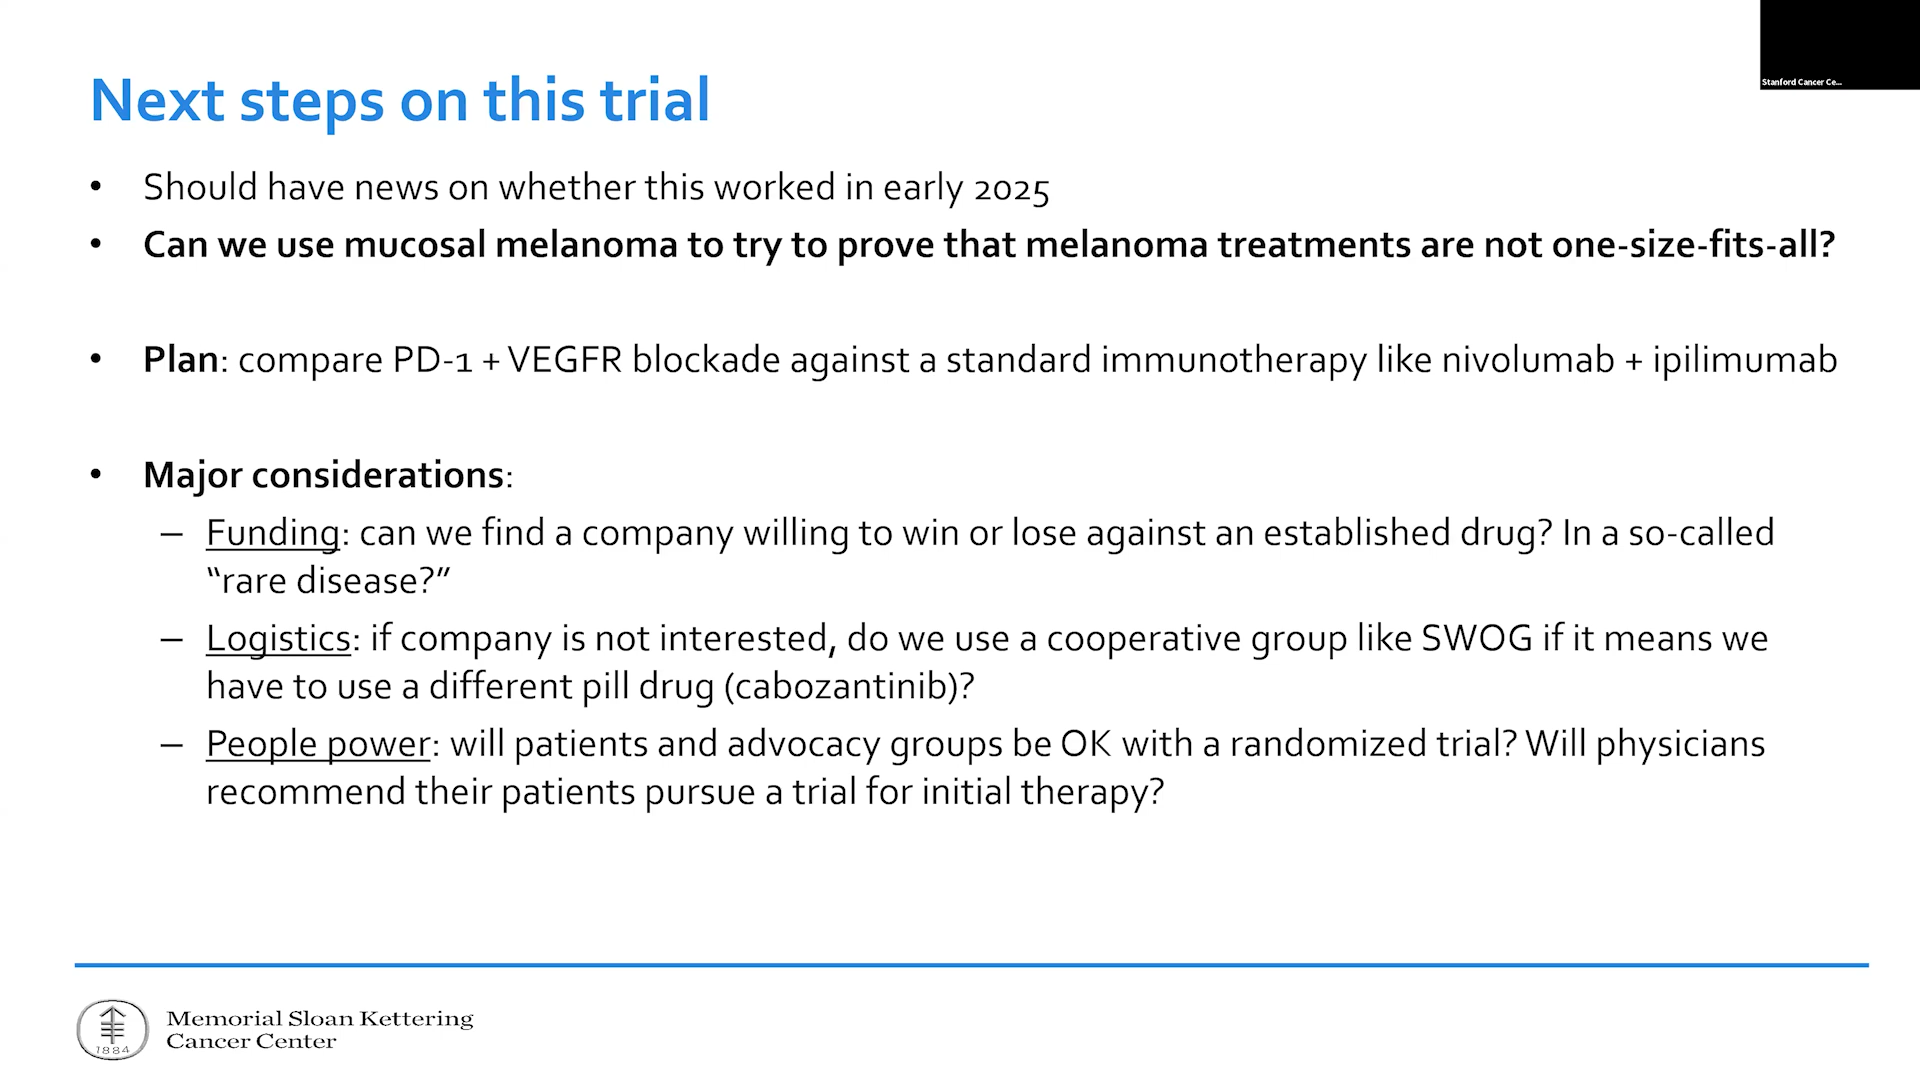 Stanford Cancer Ce...
Next steps on this trial
• Should have news on whether this worked in early 2025
• Can we use mucosal melanoma to try to prove that melanoma treatments are not one-size-fits-all?
• Plan: compare PD-1 + VEGFR blockade against a standard immunotherapy like nivolumab + ipilimumab
• Major considerations:
– Funding: can we find a company willing to win or lose against an established drug? In a so-called
“rare disease?”
– Logistics: if company is not interested, do we use a cooperative group like SWOG if it means we
have to use a different pill drug (cabozantinib)?
– People power: will patients and advocacy groups be OK with a randomized trial? Will physicians
recommend their patients pursue a trial for initial therapy?
1884
Memorial Sloan Kettering
Cancer Center